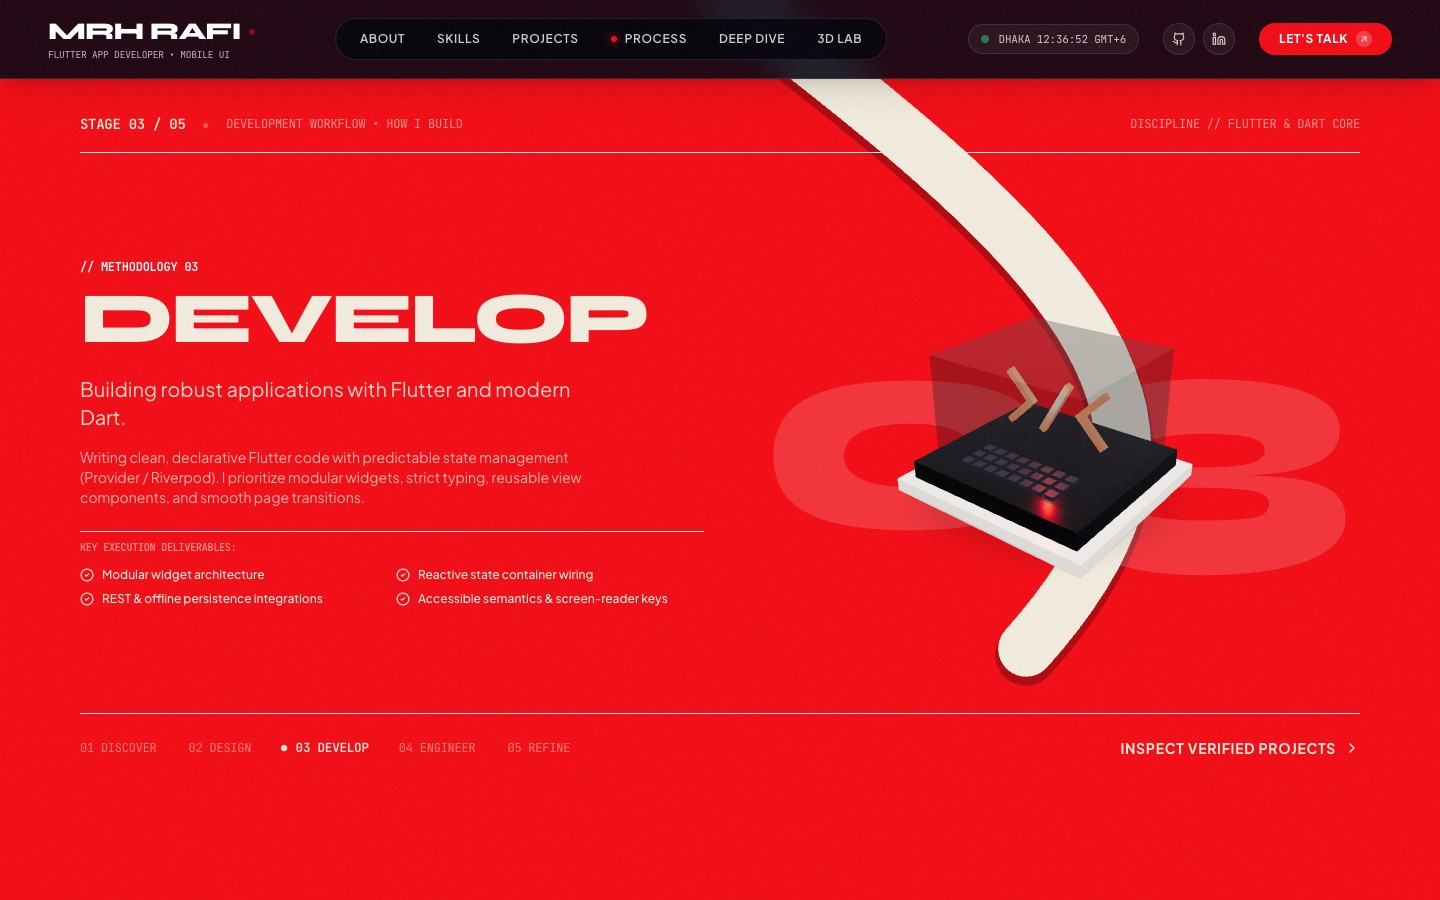 MRH RAFI
FLUTTER APP DEVELOPER • MOBILE UI
ABOUT SKILLS PROJECTS PROCESS DEEP DIVE 3D LAB
DHAKA 12:36:52 GMT+6
LET'S TALK
STAGE 03 / 05 DEVELOPMENT WORKFLOW • HOW I BUILD
DISCIPLINE // FLUTTER & DART CORE
// METHODOLOGY 03
DEVELOP
Building robust applications with Flutter and modern
Dart.
Writing clean, declarative Flutter code with predictable state management
(Provider / Riverpod). I prioritize modular widgets, strict typing, reusable view
components, and smooth page transitions.
KEY EXECUTION DELIVERABLES:
Modular widget architecture
Reactive state container wiring
REST & offline persistence integrations
Accessible semantics & screen-reader keys
03
01 DISCOVER 02 DESIGN 03 DEVELOP 04 ENGINEER 05 REFINE
INSPECT VERIFIED PROJECTS